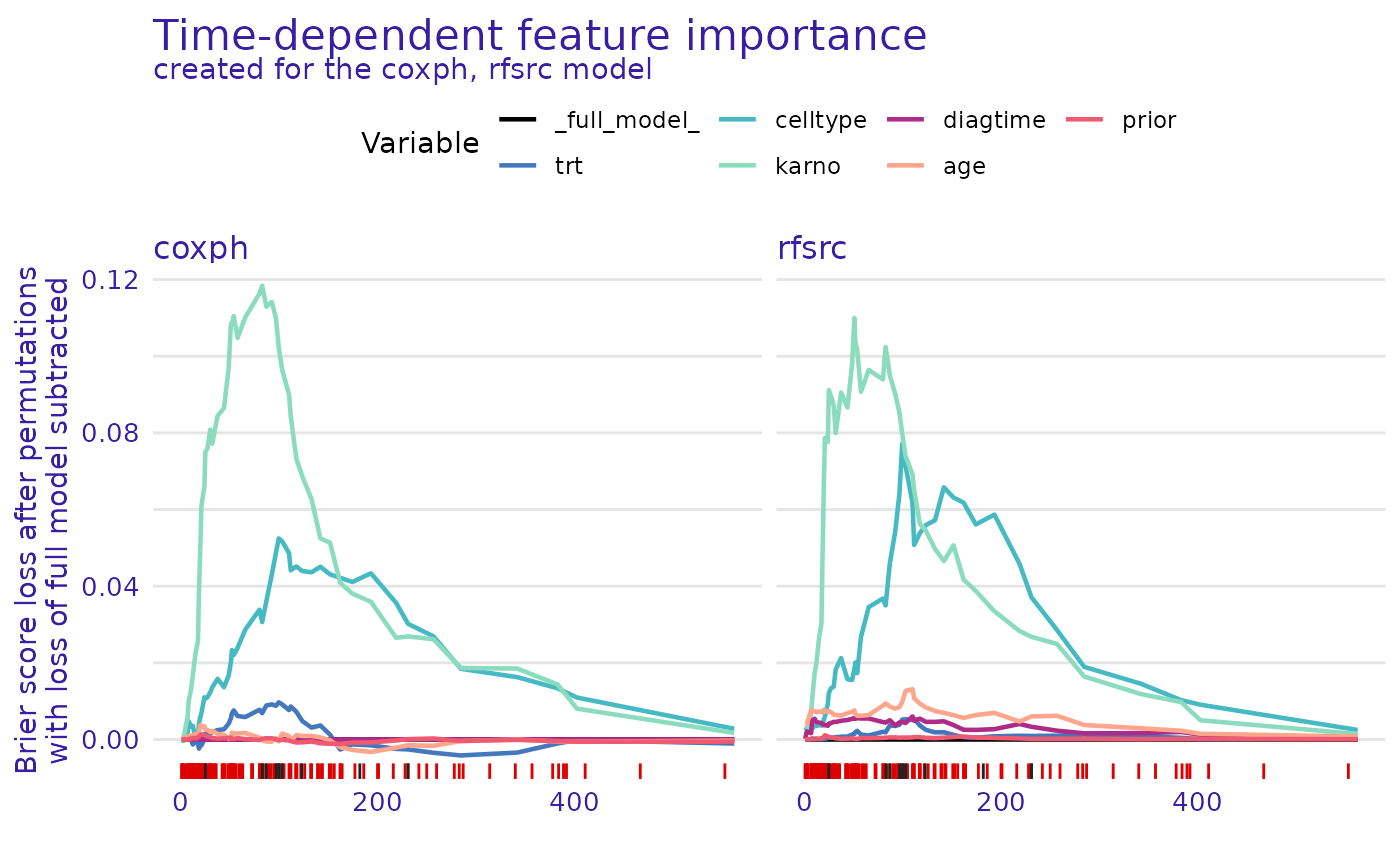 Time-dependent feature importance
created for the coxph, rfsrc model
Variable
_full_model_
celltype
diagtime
prior
trt
karno
age
coxph
rfsrc
Brier score loss after permutations
with loss of full model subtracted
0.12
0.08
0.04
0.00
0
200
400
0
200
400